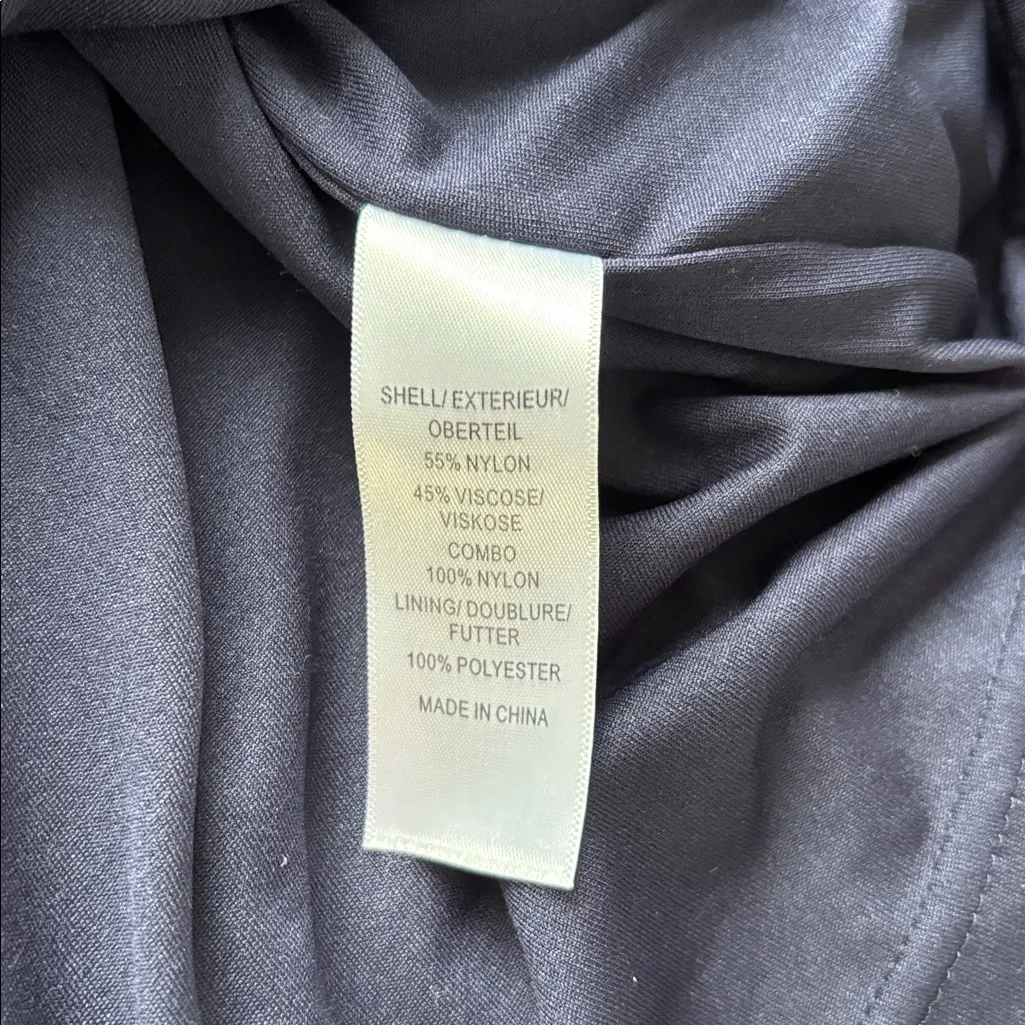 SHELL/ EXTERIEUR/
OBERTEIL
55% NYLON
45% VISCOSE/
VISKOSE
COMBO
100% NYLON
LINING/ DOUBLURE/
FUTTER
100% POLYESTER
MADE IN CHINA